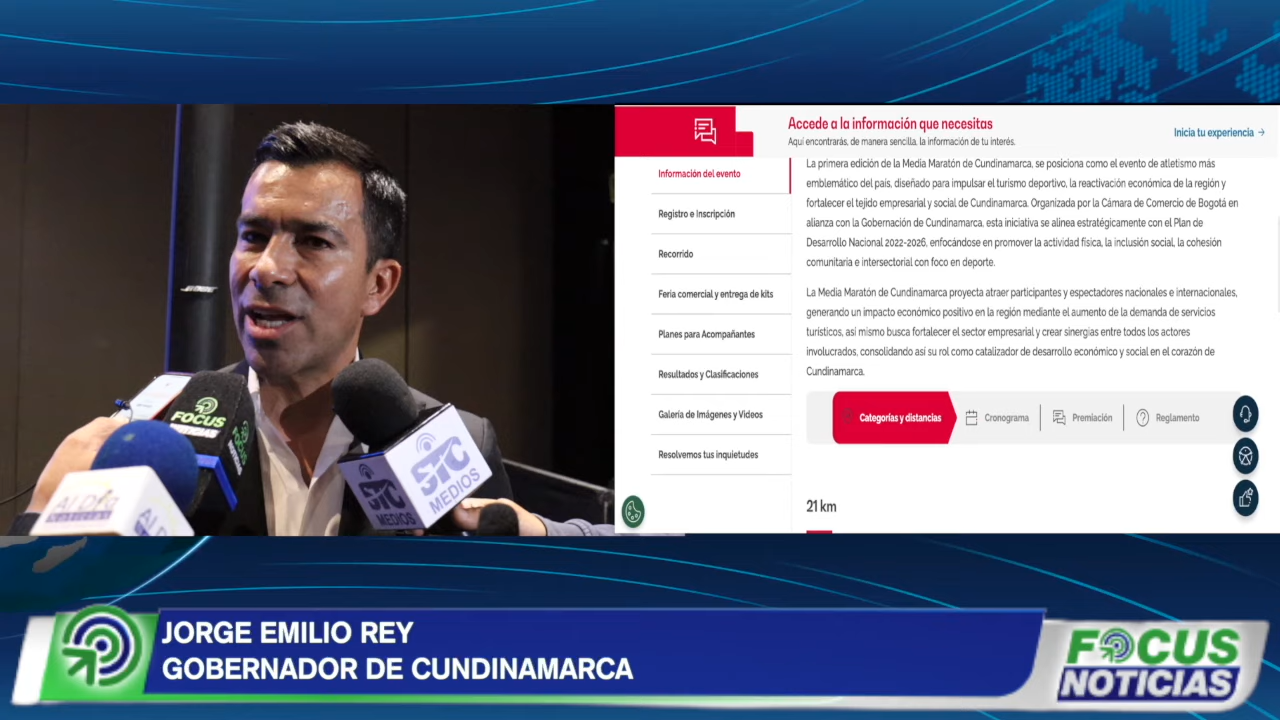 FOCUS
NOTICIAS
STC
MEDIOS
MEDIOS
Accede a la información que necesitas
Aquí encontrarás, de manera sencilla, la información de tu interés.
Inicia tu experiencia →
Información del evento
Registro e Inscripción
Recorrido
Feria comercial y entrega de kits
Planes para Acompañantes
Resultados y Clasificaciones
Galería de Imágenes y Videos
Resolvemos tus inquietudes
La primera edición de la Media Maratón de Cundinamarca, se posiciona como el evento de atletismo más
emblemático del país, diseñado para impulsar el turismo deportivo, la reactivación económica de la región y
fortalecer el tejido empresarial y social de Cundinamarca. Organizada por la Cámara de Comercio de Bogotá en
alianza con la Gobernación de Cundinamarca, esta iniciativa se alinea estratégicamente con el Plan de
Desarrollo Nacional 2022-2026, enfocándose en promover la actividad física, la inclusión social, la cohesión
comunitaria e intersectorial con foco en deporte.
La Media Maratón de Cundinamarca proyecta atraer participantes y espectadores nacionales e internacionales,
generando un impacto económico positivo en la región mediante el aumento de la demanda de servicios
turísticos, así mismo busca fortalecer el sector empresarial y crear sinergias entre todos los actores
involucrados, consolidando así su rol como catalizador de desarrollo económico y social en el corazón de
Cundinamarca.
Categorías y distancias
Cronograma
Premiación
Reglamento
21 km
JORGE EMILIO REY
GOBERNADOR DE CUNDINAMARCA
FOCUS
NOTICIAS